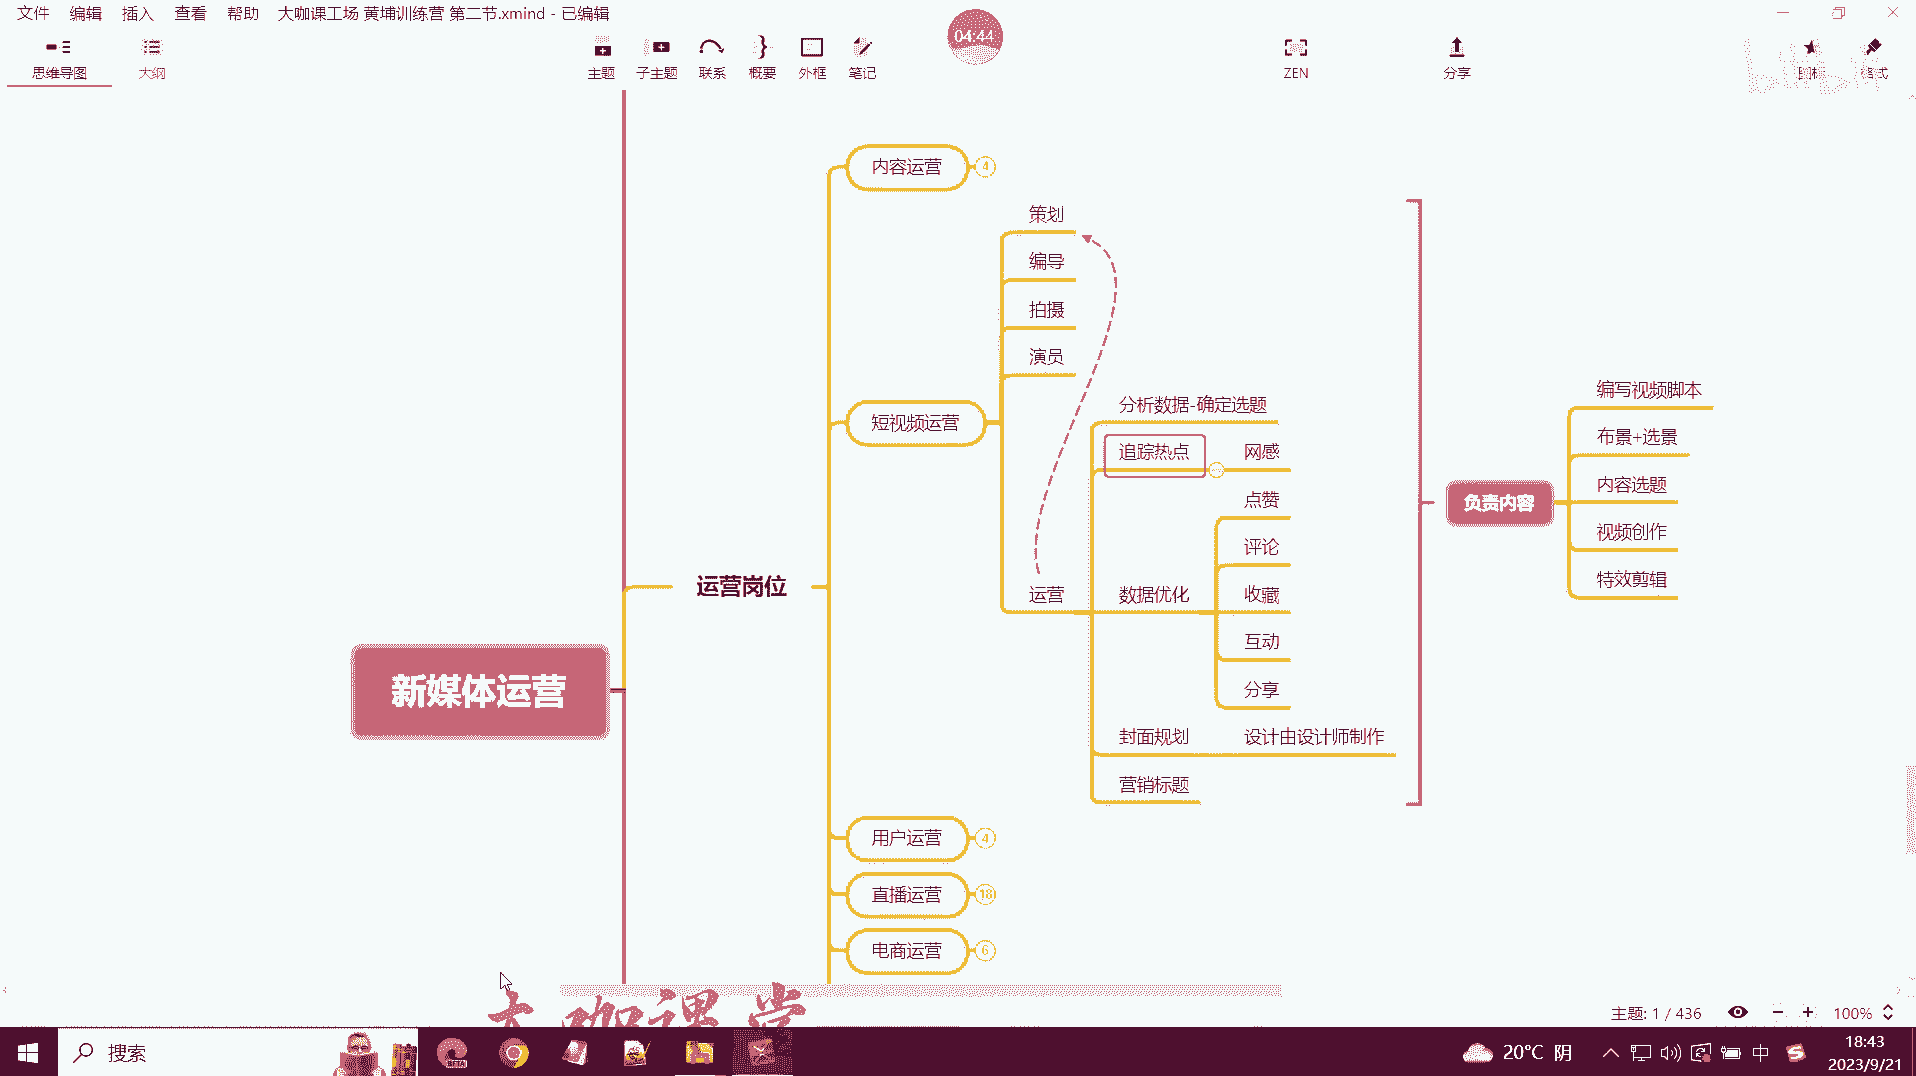 文件 编辑 插入 查看 帮助 大咖课工场 黄埔训练营 第二节.xmind - 已编辑
思维导图
大纲
主题
子主题
联系
概要
外框
笔记
04:44
ZEN
分享
内容运营 4
策划
编导
拍摄
演员
短视频运营
分析数据-确定选题
追踪热点
网感
点赞
评论
运营
数据优化
收藏
互动
分享
封面规划
设计由设计师制作
营销标题
运营岗位
新媒体运营
负责内容
编写视频脚本
布景+选景
内容选题
视频创作
特效剪辑
用户运营 4
直播运营 18
电商运营 6
大咖课堂
主题: 1 / 436
100%
搜索
BETA
20°C 阴
中
18:43
2023/9/21